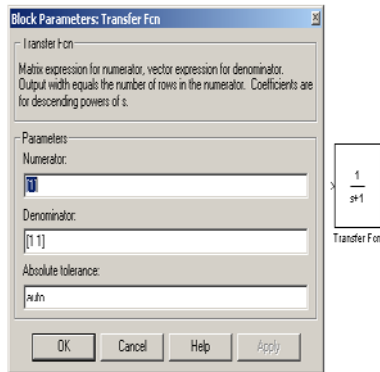 Block Parameters: Transfer Fcn
Transfer Fcn
Matrix expression for numerator, vector expression for denominator.
Output width equals the number of rows in the numerator. Coefficients are
for descending powers of s.
Parameters
Numerator:
[1]
Denominator:
[1 1]
Absolute tolerance:
auto
OK Cancel Help Apply
1
s+1
Transfer Fcn